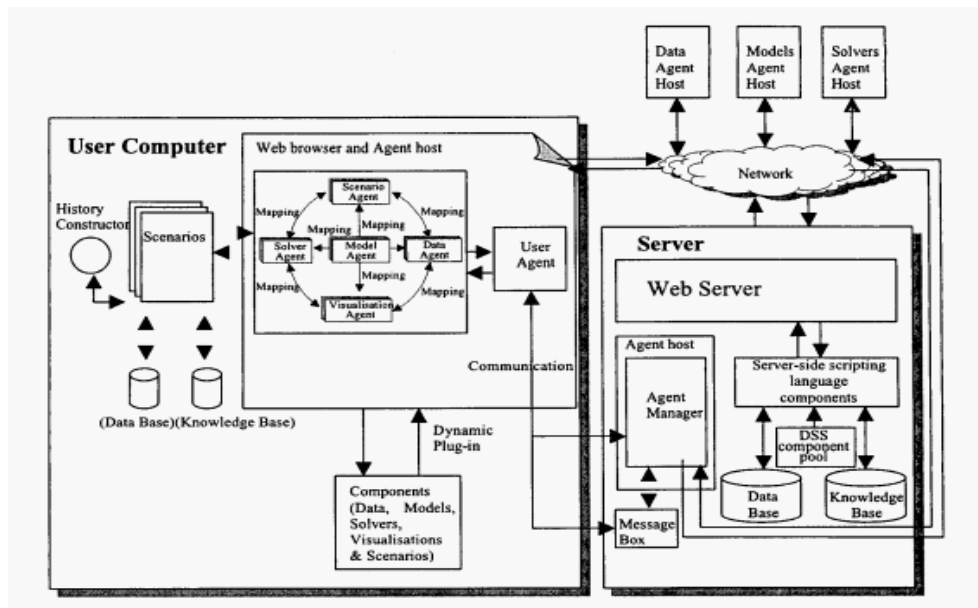 Data
Agent
Host
Models
Agent
Host
Solvers
Agent
Host
User Computer
Web browser and Agent host
Network
History
Constructor
Scenarios
Scenario
Agent
Mapping
Mapping
Mapping
Mapping
Solver
Agent
Model
Agent
Data
Agent
Mapping
Mapping
Mapping
Visualisation
Agent
User
Agent
Server
Web Server
Communication
Agent host
Agent
Manager
Server-side scripting
language
components
DSS
component
pool
(Data Base)(Knowledge Base)
Dynamic
Plug-in
Components
(Data, Models,
Solvers,
Visualisations
& Scenarios)
Data
Base
Knowledge
Base
Message
Box